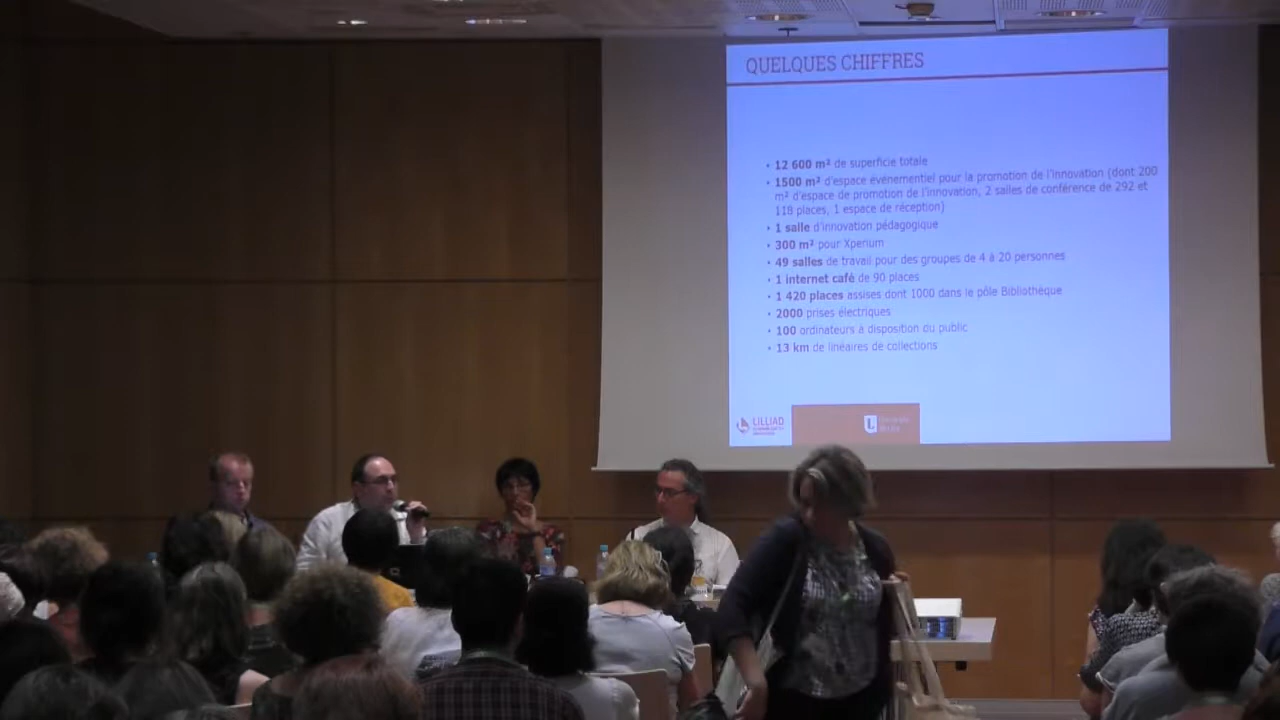 QUELQUES CHIFFRES
• 12 600 m² de superficie totale
• 1500 m² d'espace évènementiel pour la promotion de l'innovation (dont 200
m² d'espace de promotion de l'innovation, 2 salles de conférence de 292 et
118 places, 1 espace de réception)
• 1 salle d'innovation pédagogique
• 300 m² pour Xperium
• 49 salles de travail pour des groupes de 4 à 20 personnes
• 1 internet café de 90 places
• 1 420 places assises dont 1000 dans le pôle Bibliothèque
• 2000 prises électriques
• 100 ordinateurs à disposition du public
• 13 km de linéaires de collections
LILLIAD